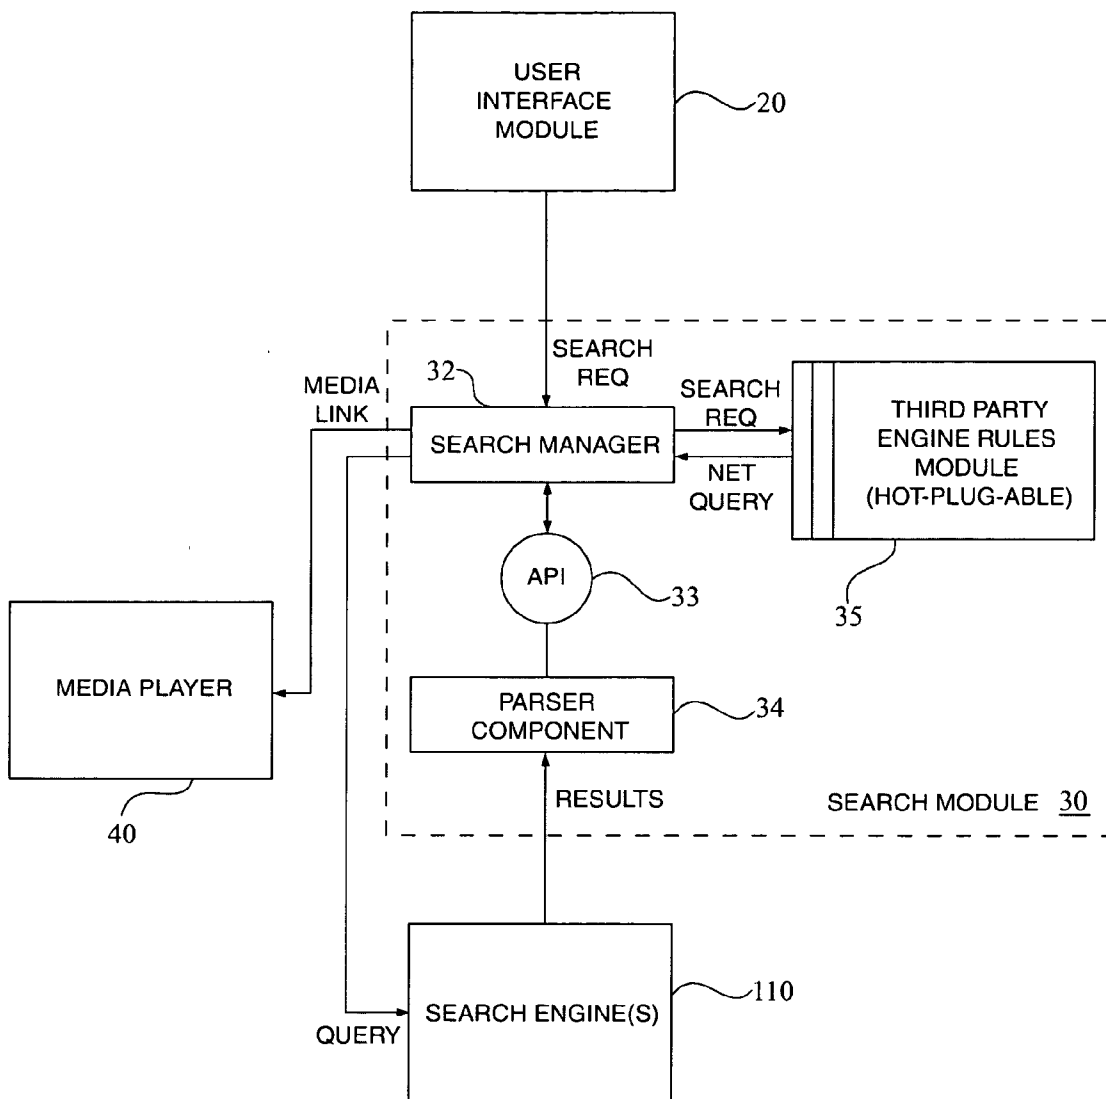 USER
INTERFACE
MODULE
20
SEARCH
REQ
32
MEDIA
LINK
SEARCH MANAGER
SEARCH
REQ
NET
QUERY
THIRD PARTY
ENGINE RULES
MODULE
(HOT-PLUG-ABLE)
35
API
33
MEDIA PLAYER
40
PARSER
COMPONENT
34
RESULTS
SEARCH MODULE 30
QUERY
SEARCH ENGINE(S)
110